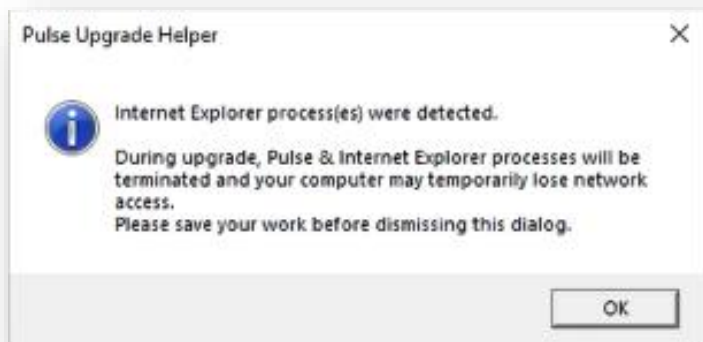 Pulse Upgrade Helper
Internet Explorer process(es) were detected.
During upgrade, Pulse & Internet Explorer processes will be
terminated and your computer may temporarily lose network
access.
Please save your work before dismissing this dialog.
OK